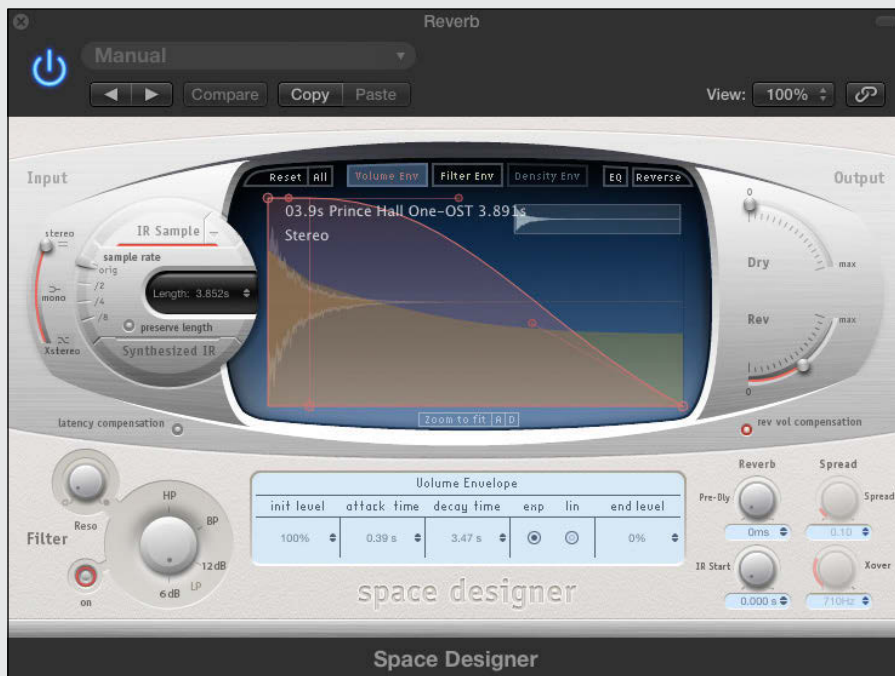 Reverb
Manual
Compare Copy Paste View: 100%
Input Reset All Volume Env Filter Env Density Env EQ Reverse Output
03.9s Prince Hall One-OST 3.891s
Stereo
IR Sample
sample rate
orig
/2
/4
/8
Length: 3.852s
preserve length
Synthesized IR
stereo
mono
Xstereo
0
Dry
max
Rev
max
0
Zoom to fit A D
latency compensation
rev vol compensation
Volume Envelope
init level attack time decay time exp lin end level
100% 0.39 s 3.47 s 0%
Reso
Filter
on
HP
BP
12dB
LP
6dB
Reverb Spread
Pre-Dly Spread
0ms 0.10
IR Start Xover
0.000 s 710Hz
space designer
Space Designer